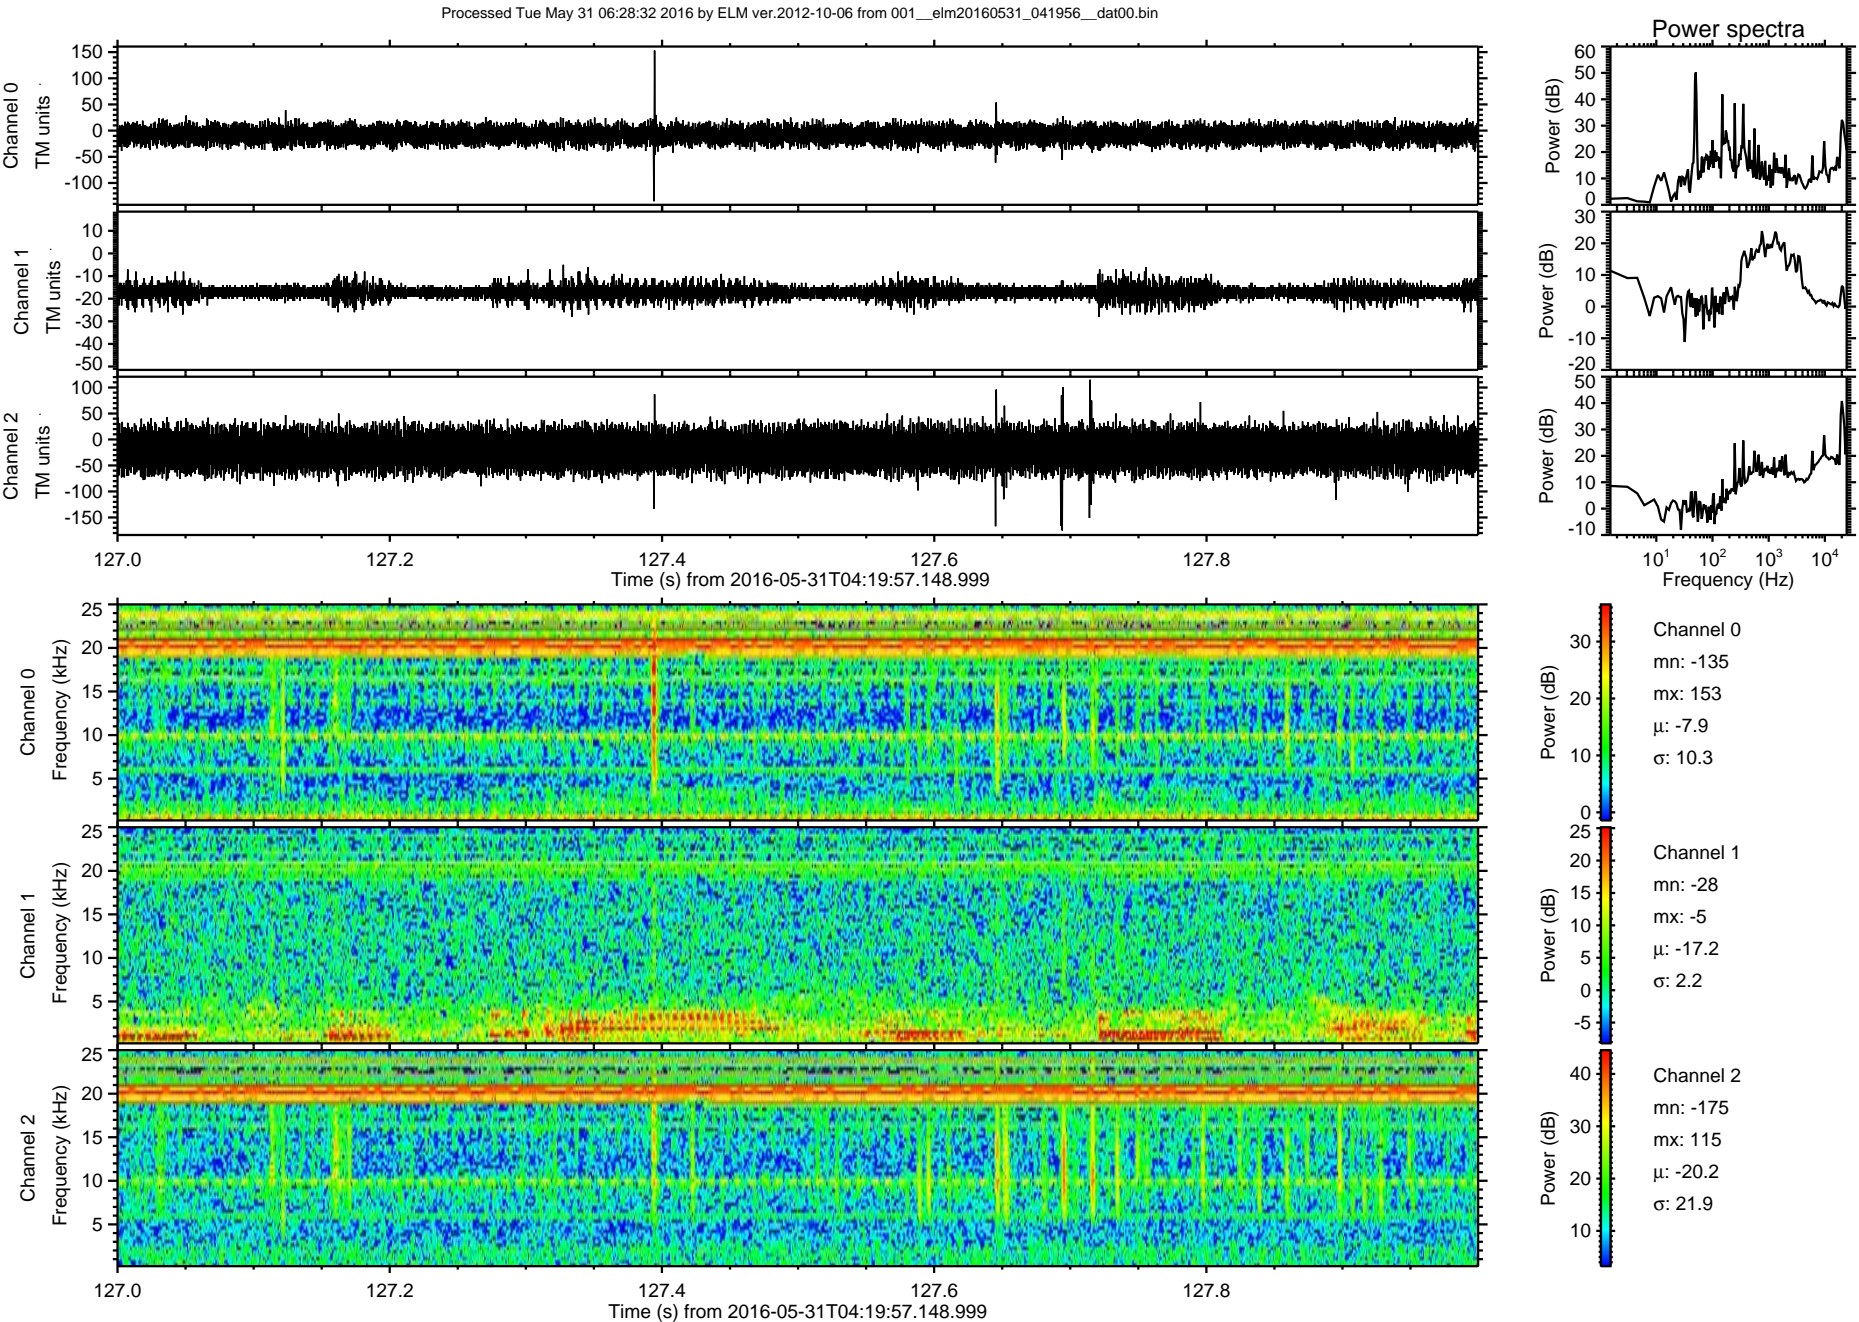 Processed Tue May 31 06:28:32 2016 by ELM ver.2012-10-06 from 001__elm20160531_041956__dat00.bin
Power spectra
Channel 0
TM units
150
100
50
0
-50
-100
Power (dB)
60
50
40
30
20
10
0
Channel 1
TM units
10
0
-10
-20
-30
-40
-50
Power (dB)
30
20
10
0
-10
-20
Channel 2
TM units
100
50
0
-50
-100
-150
Power (dB)
50
40
30
20
10
0
-10
127.0 127.2 127.4 127.6 127.8
Time (s) from 2016-05-31T04:19:57.148.999
10¹ 10² 10³ 10⁴
Frequency (Hz)
Channel 0
Frequency (kHz)
25
20
15
10
5
Power (dB)
30
20
10
0
Channel 0
mn: -135
mx: 153
μ: -7.9
σ: 10.3
Channel 1
Frequency (kHz)
25
20
15
10
5
Power (dB)
25
20
15
10
5
0
-5
Channel 1
mn: -28
mx: -5
μ: -17.2
σ: 2.2
Channel 2
Frequency (kHz)
25
20
15
10
5
Power (dB)
40
30
20
10
Channel 2
mn: -175
mx: 115
μ: -20.2
σ: 21.9
127.0 127.2 127.4 127.6 127.8
Time (s) from 2016-05-31T04:19:57.148.999